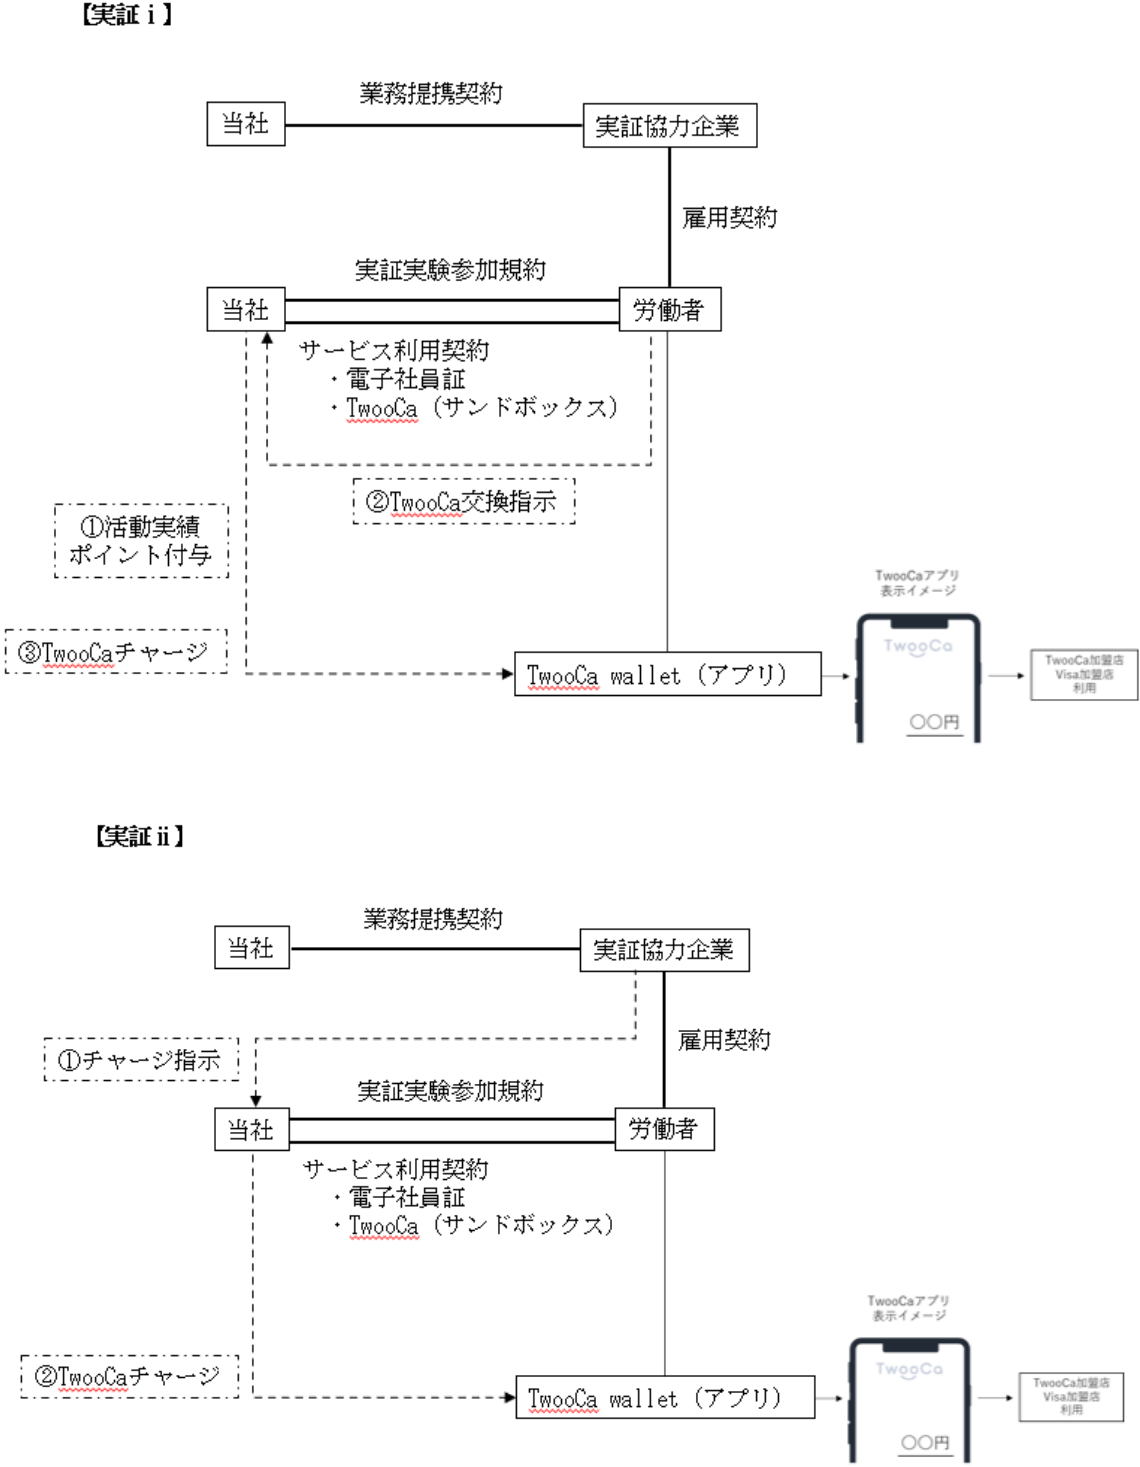 【実証ⅰ】
業務提携契約
当社
実証協力企業
雇用契約
実証実験参加規約
当社
労働者
サービス利用契約
・電子社員証
・TwooCa（サンドボックス）
②TwooCa交換指示
①活動実績
ポイント付与
③TwooCaチャージ
TwooCa wallet（アプリ）
TwooCaアプリ
表示イメージ
TwooCa
〇〇円
TwooCa加盟店
Visa加盟店
利用
【実証ⅱ】
業務提携契約
当社
実証協力企業
雇用契約
①チャージ指示
実証実験参加規約
当社
労働者
サービス利用契約
・電子社員証
・TwooCa（サンドボックス）
②TwooCaチャージ
TwooCa wallet（アプリ）
TwooCaアプリ
表示イメージ
TwooCa
〇〇円
TwooCa加盟店
Visa加盟店
利用